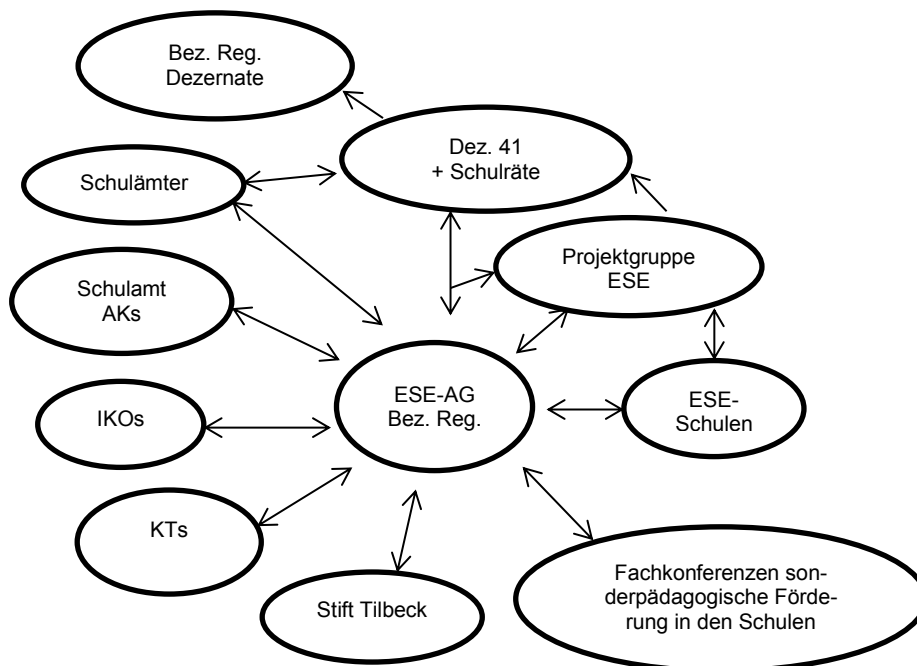 Bez. Reg.
Dezernate
Dez. 41
+ Schulräte
Schulämter
Projektgruppe
ESE
Schulamt
AKs
ESE-AG
Bez. Reg.
ESE-
Schulen
IKOs
KTs
Stift Tilbeck
Fachkonferenzen son-
derpädagogische Förde-
rung in den Schulen